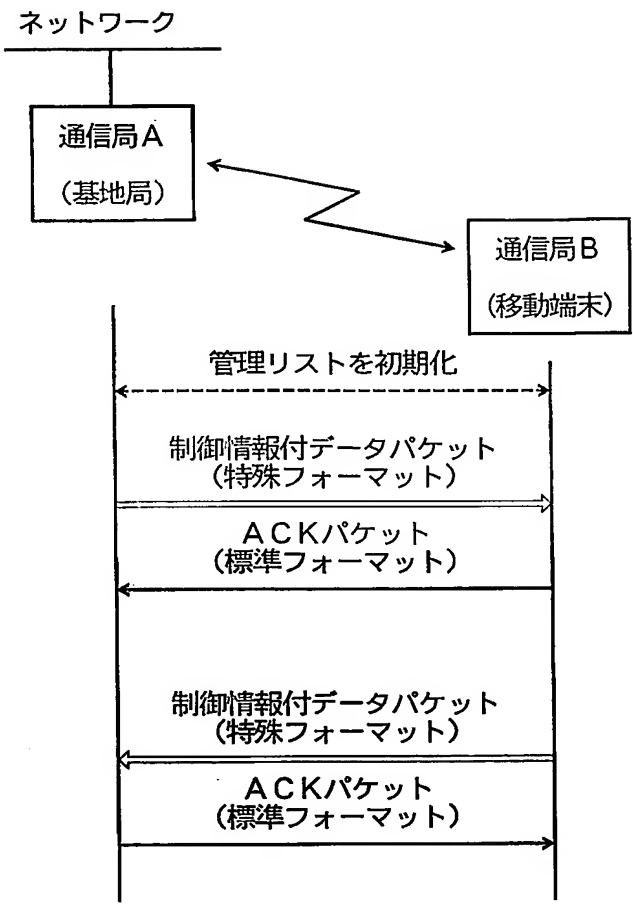 ネットワーク
通信局A
(基地局)
通信局B
(移動端末)
管理リストを初期化
制御情報付データパケット
(特殊フォーマット)
ACKパケット
(標準フォーマット)
制御情報付データパケット
(特殊フォーマット)
ACKパケット
(標準フォーマット)